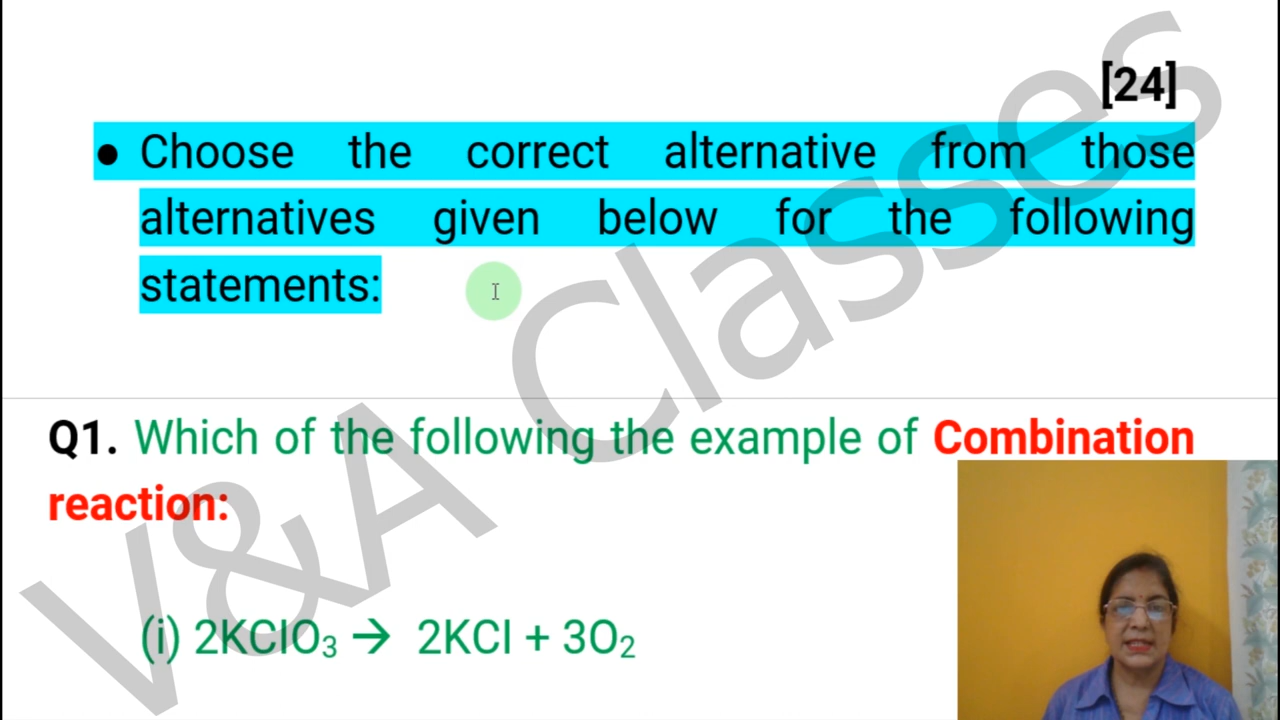 [24]
● Choose the correct alternative from those
alternatives given below for the following
statements:
Q1. Which of the following the example of Combination
reaction:
(i) 2KClO₃ → 2KCl + 3O₂
V&A Classes